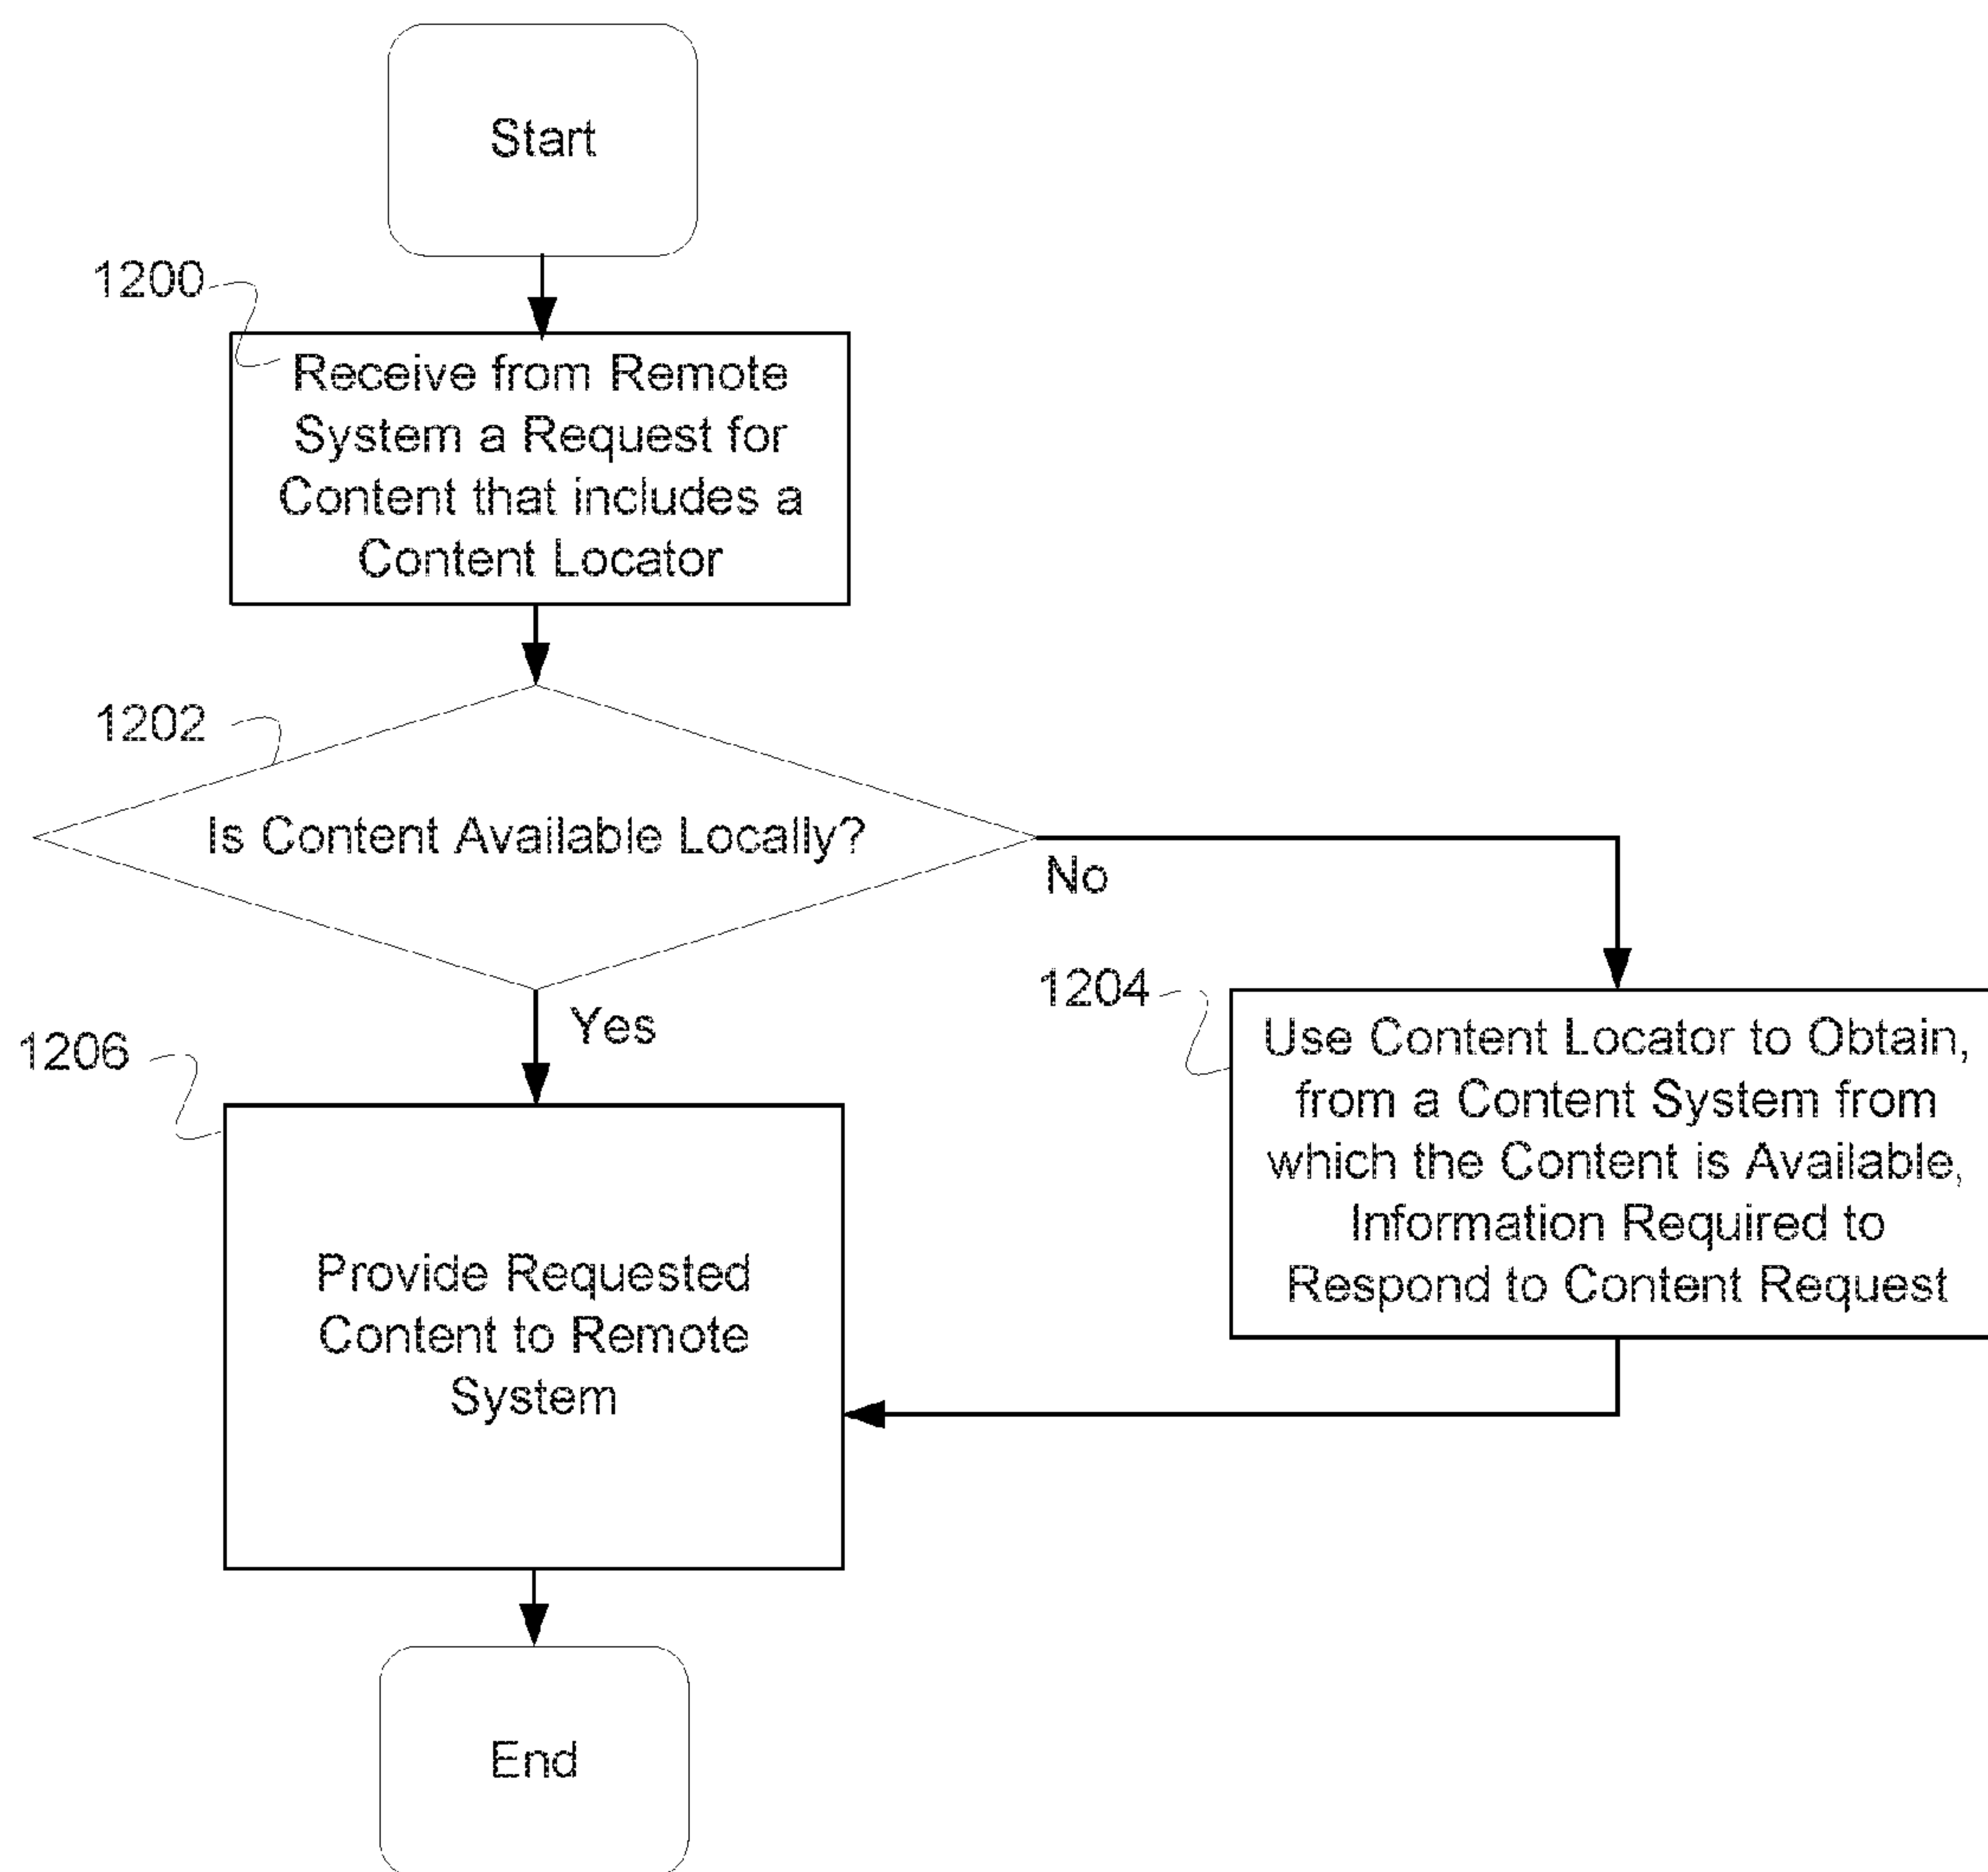 Start
1200
Receive from Remote
System a Request for
Content that includes a
Content Locator
1202
Is Content Available Locally?
No
Yes
1204
Use Content Locator to Obtain,
from a Content System from
which the Content is Available,
Information Required to
Respond to Content Request
1206
Provide Requested
Content to Remote
System
End